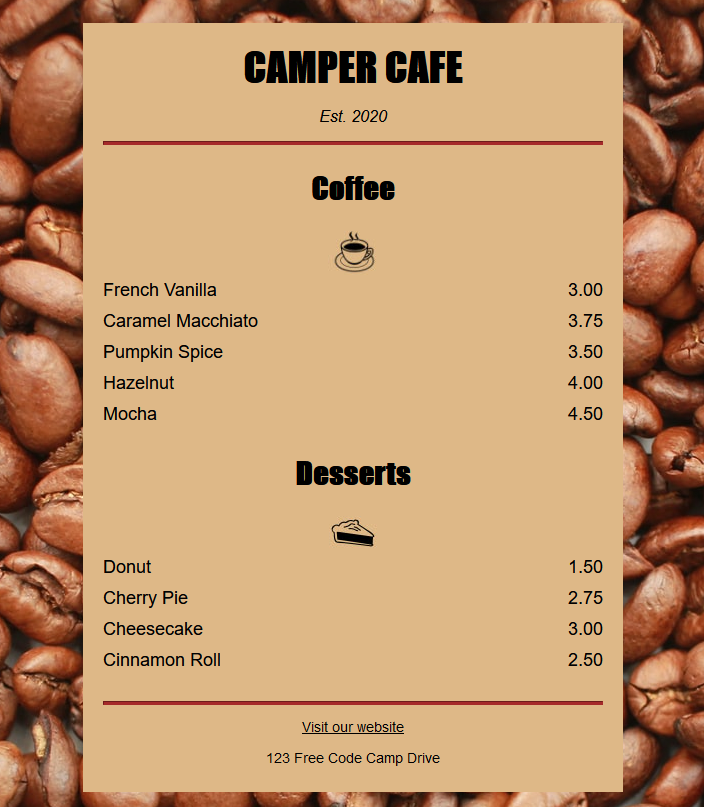 CAMPER CAFE
Est. 2020
Coffee
French Vanilla 3.00
Caramel Macchiato 3.75
Pumpkin Spice 3.50
Hazelnut 4.00
Mocha 4.50
Desserts
Donut 1.50
Cherry Pie 2.75
Cheesecake 3.00
Cinnamon Roll 2.50
Visit our website
123 Free Code Camp Drive